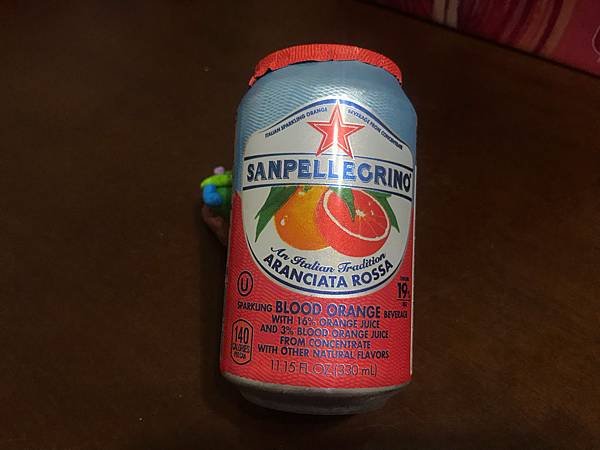 ITALIAN SPARKLING ORANGE BEVERAGE FROM CONCENTRATE
SANPELLEGRINO
An Italian Tradition
ARANCIATA ROSSA
19%
U
SPARKLING BLOOD ORANGE BEVERAGE
WITH 16% ORANGE JUICE
AND 3% BLOOD ORANGE JUICE
FROM CONCENTRATE
WITH OTHER NATURAL FLAVORS
140
CALORIES
PER CAN
11.15 FL OZ (330 mL)